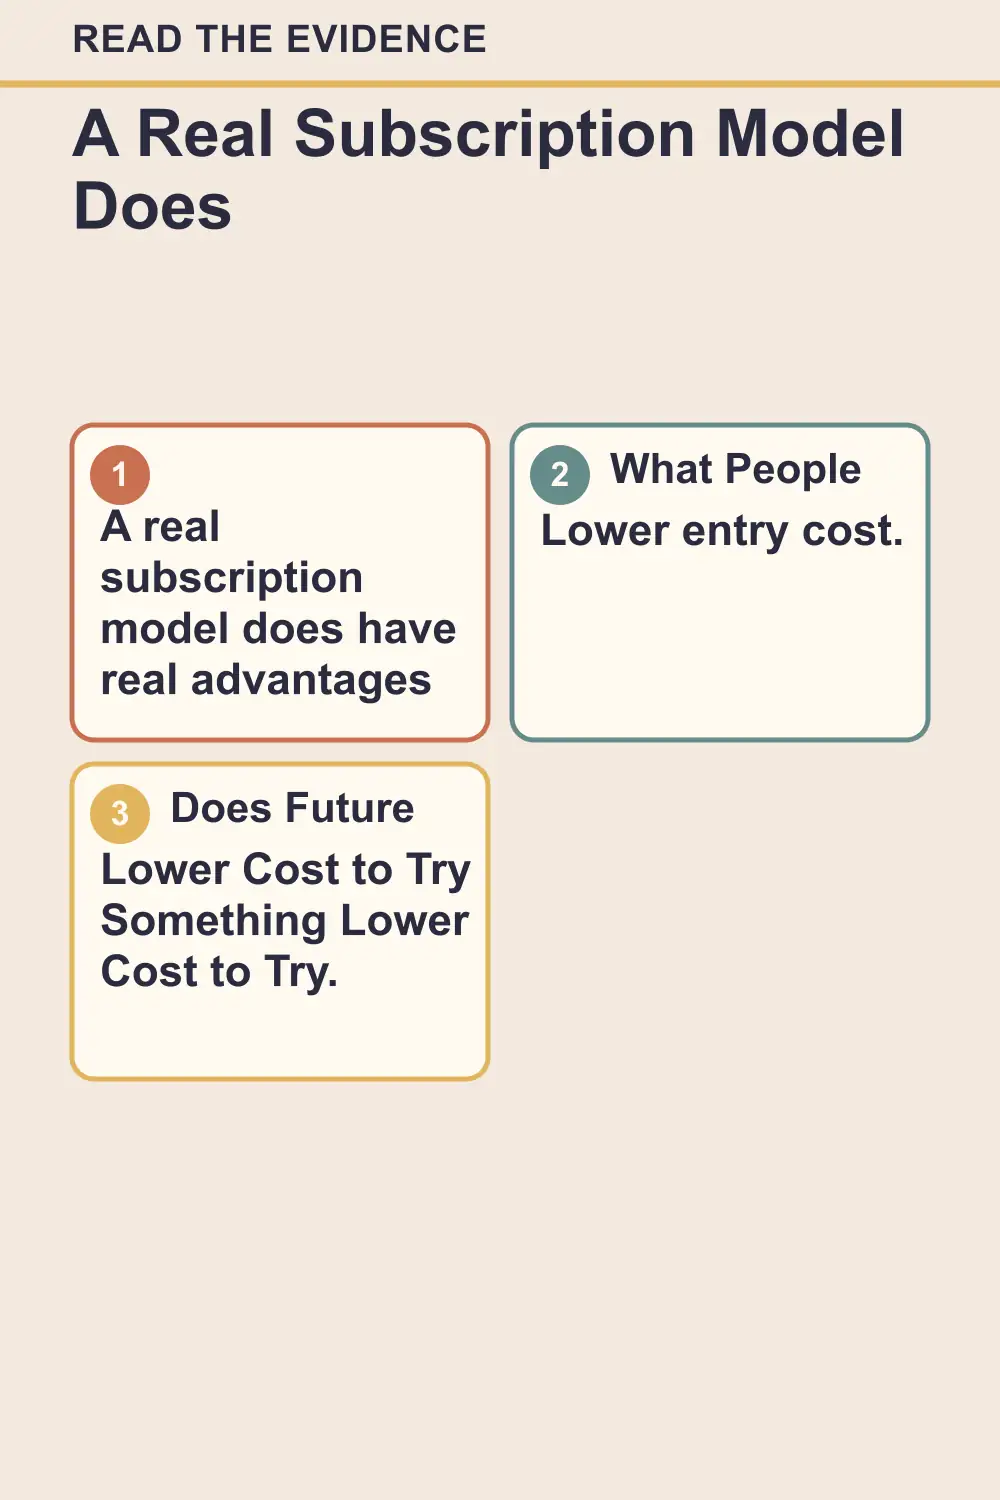 READ THE EVIDENCE
A Real Subscription Model
Does
1
A real
subscription
model does have
real advantages
2
What People
Lower entry cost.
3
Does Future
Lower Cost to Try
Something Lower
Cost to Try.